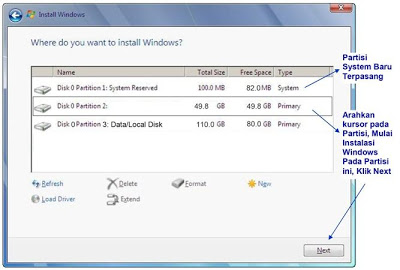 Install Windows
Where do you want to install Windows?
Name Total Size Free Space Type
Disk 0 Partition 1: System Reserved 100.0 MB 82.0 MB System
Disk 0 Partition 2: 49.8 GB 49.8 GB Primary
Disk 0 Partition 3: Data/Local Disk 110.0 GB 80.0 GB Primary
Refresh Delete Format New
Load Driver Extend
Next
Partisi
System Baru
Terpasang
Arahkan
kursor pada
Partisi, Mulai
Instalasi
Windows
Pada Partisi
ini, Klik Next